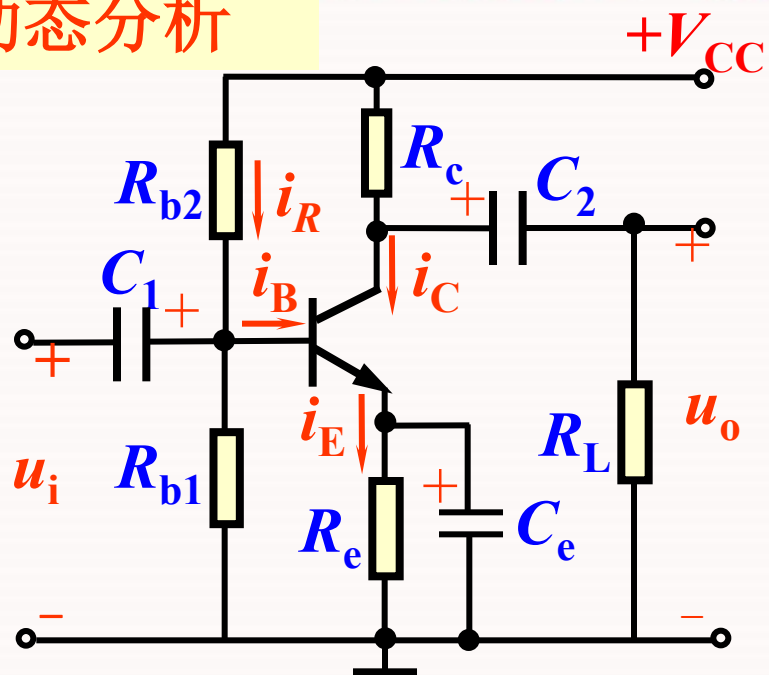 动态分析
+VCC
Rb2
iR
Rc
+
C2
+
C1
+
iB
iC
+
ui
Rb1
iE
+
Re
Ce
RL
uo
−
−